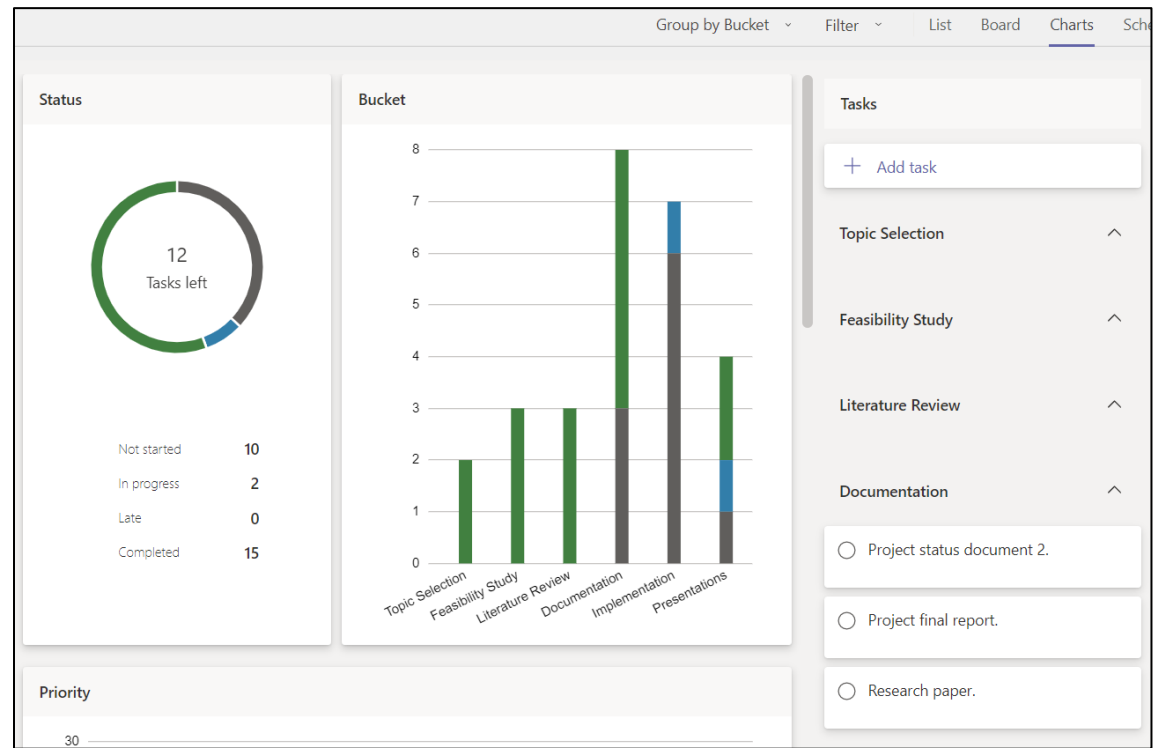 Group by Bucket Filter List Board Charts Sche
Status
12
Tasks left
Not started 10
In progress 2
Late 0
Completed 15
Bucket
8
7
6
5
4
3
2
1
0
Topic Selection
Feasibility Study
Literature Review
Documentation
Implementation
Presentations
Priority
30
Tasks
+ Add task
Topic Selection
Feasibility Study
Literature Review
Documentation
Project status document 2.
Project final report.
Research paper.